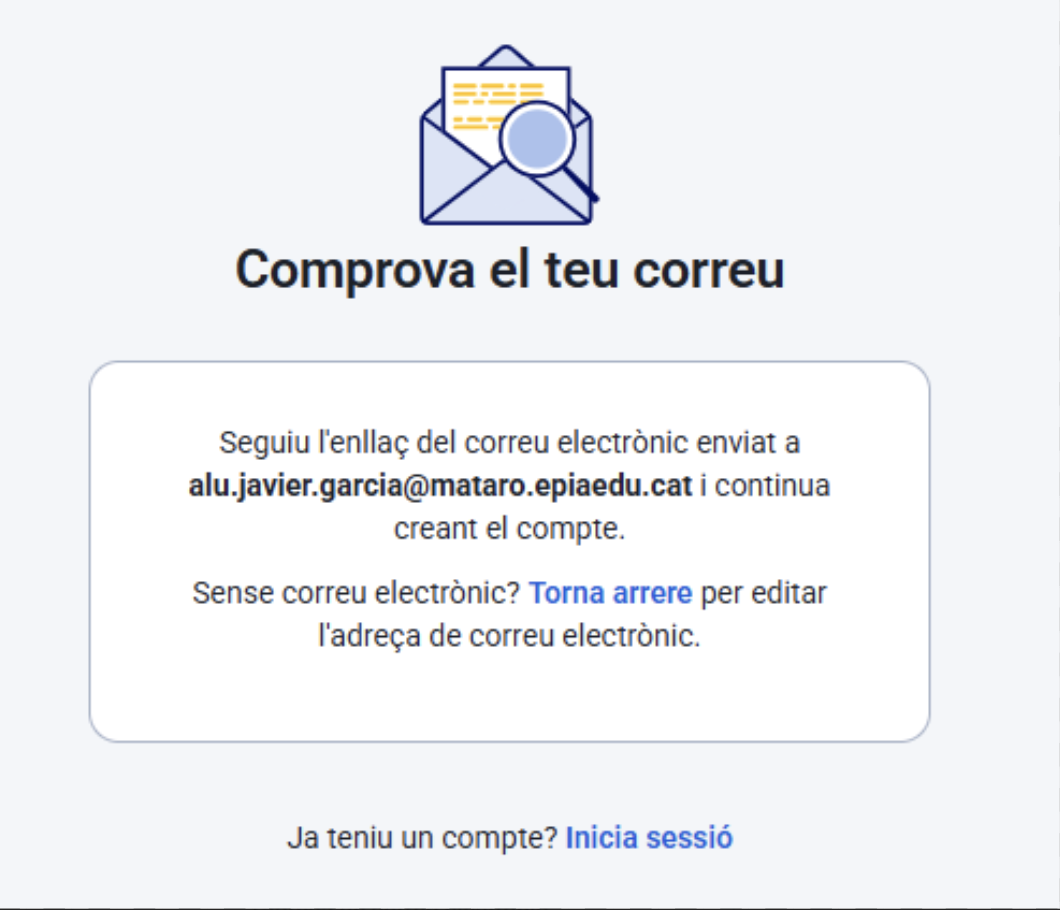 Comprova el teu correu
Seguiu l'enllaç del correu electrònic enviat a
alu.javier.garcia@mataro.epiaedu.cat i continua
creant el compte.
Sense correu electrònic? Torna arrere per editar
l'adreça de correu electrònic.
Ja teniu un compte? Inicia sessió